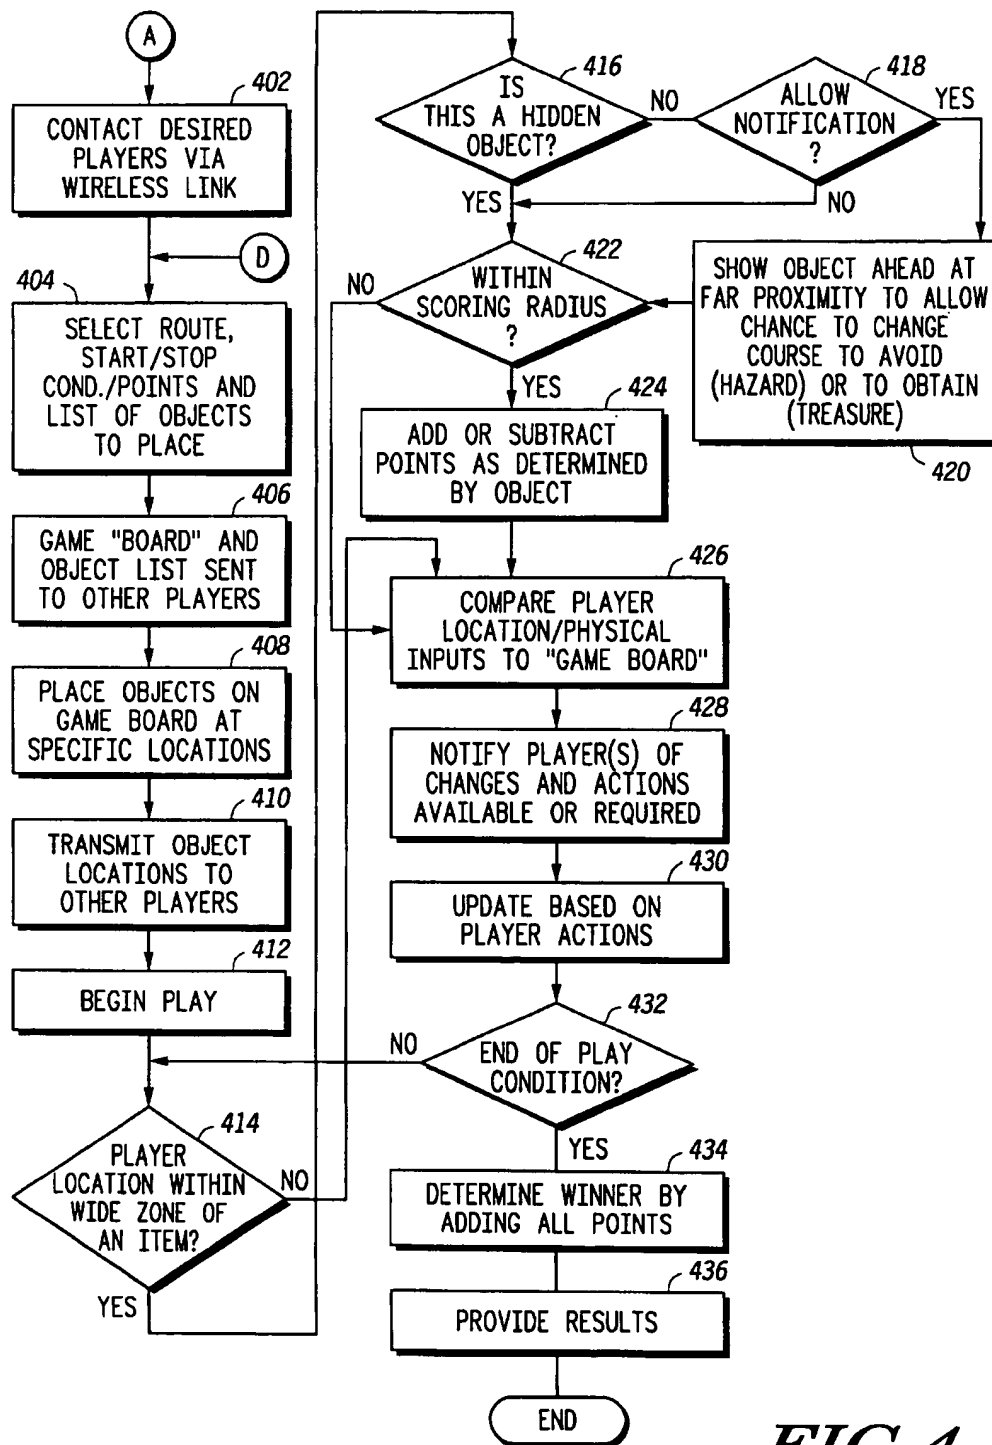 A
402
CONTACT DESIRED
PLAYERS VIA
WIRELESS LINK
D
404
SELECT ROUTE,
START/STOP
COND./POINTS AND
LIST OF OBJECTS
TO PLACE
406
GAME "BOARD" AND
OBJECT LIST SENT
TO OTHER PLAYERS
408
PLACE OBJECTS ON
GAME BOARD AT
SPECIFIC LOCATIONS
410
TRANSMIT OBJECT
LOCATIONS TO
OTHER PLAYERS
412
BEGIN PLAY
414
PLAYER
LOCATION WITHIN
WIDE ZONE OF
AN ITEM?
NO
YES
416
IS
THIS A HIDDEN
OBJECT?
NO
YES
418
ALLOW
NOTIFICATION
?
YES
NO
SHOW OBJECT AHEAD AT
FAR PROXIMITY TO ALLOW
CHANCE TO CHANGE
COURSE TO AVOID
(HAZARD) OR TO OBTAIN
(TREASURE)
420
422
WITHIN
SCORING RADIUS
?
NO
YES
424
ADD OR SUBTRACT
POINTS AS DETERMINED
BY OBJECT
426
COMPARE PLAYER
LOCATION/PHYSICAL
INPUTS TO "GAME BOARD"
428
NOTIFY PLAYER(S) OF
CHANGES AND ACTIONS
AVAILABLE OR REQUIRED
430
UPDATE BASED ON
PLAYER ACTIONS
432
END OF PLAY
CONDITION?
NO
YES
434
DETERMINE WINNER BY
ADDING ALL POINTS
436
PROVIDE RESULTS
END
FIG.4